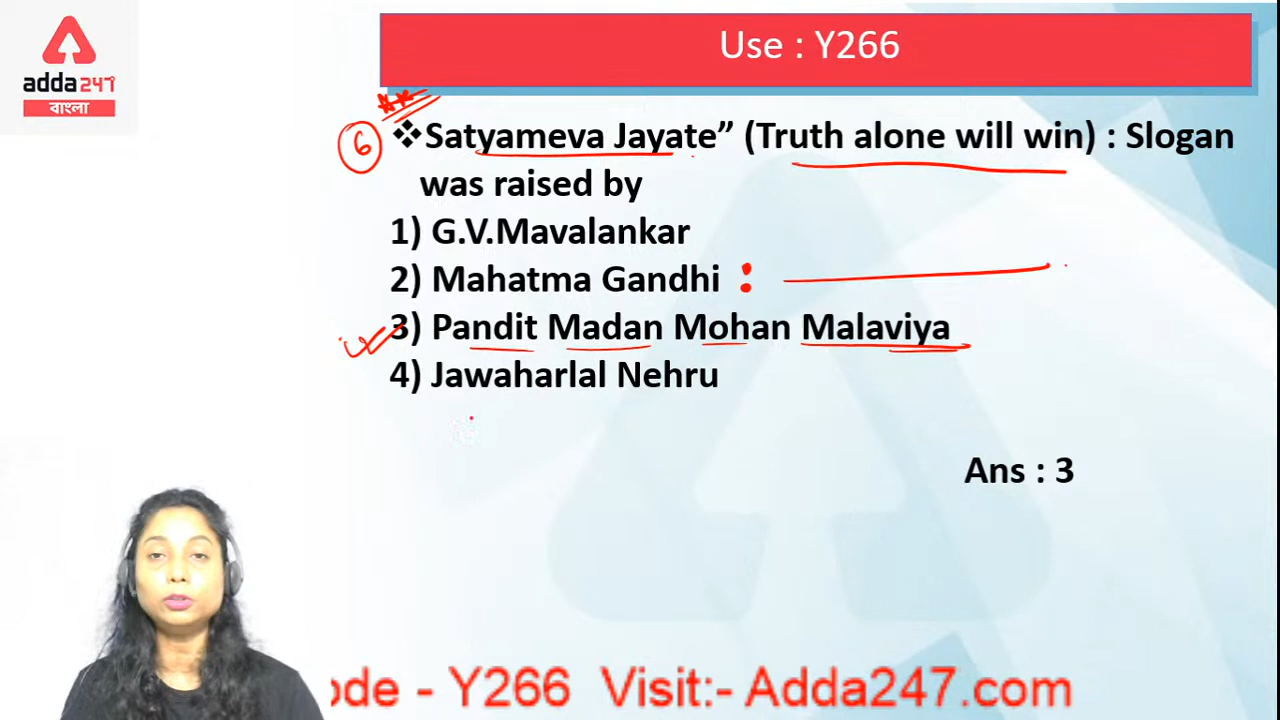 adda247
বাংলা
Use : Y266
6 ❖Satyameva Jayate” (Truth alone will win) : Slogan
was raised by
1) G.V.Mavalankar
2) Mahatma Gandhi :
3) Pandit Madan Mohan Malaviya
4) Jawaharlal Nehru
Ans : 3
ode - Y266 Visit:- Adda247.com